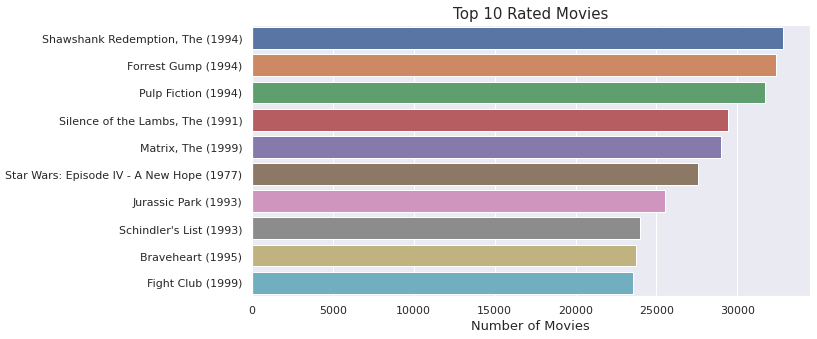 Top 10 Rated Movies
Shawshank Redemption, The (1994)
Forrest Gump (1994)
Pulp Fiction (1994)
Silence of the Lambs, The (1991)
Matrix, The (1999)
Star Wars: Episode IV - A New Hope (1977)
Jurassic Park (1993)
Schindler's List (1993)
Braveheart (1995)
Fight Club (1999)
0 5000 10000 15000 20000 25000 30000
Number of Movies